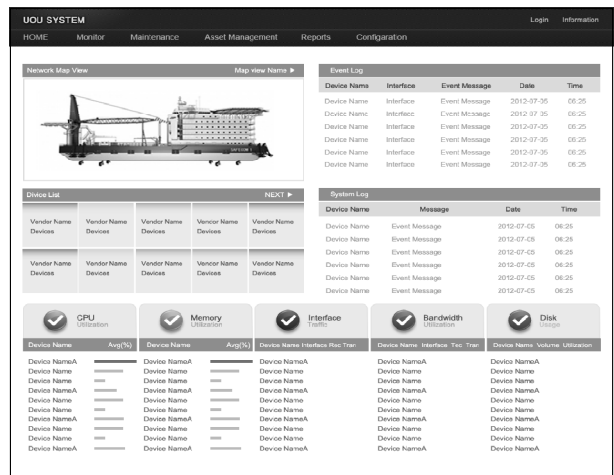 UOU SYSTEM Login Information
HOME Monitor Maintenance Asset Management Reports Configaration
Network Map View Map view Name ▶
Event Log
Device Name Interface Event Message Date Time
Device Name Interface Event Message 2012-07-05 06:25
Device Name Interface Event Message 2012-07-05 06:25
Device Name Interface Event Message 2012-07-05 06:25
Device Name Interface Event Message 2012-07-05 06:25
Device Name Interface Event Message 2012-07-05 06:25
Device Name Interface Event Message 2012-07-05 06:25
Divice List NEXT ▶
Vendor Name Vendor Name Vendor Name Vendor Name Vendor Name
Devices Devices Devices Devices Devices
Vendor Name Vendor Name Vendor Name Vendor Name Vendor Name
Devices Devices Devices Devices Devices
System Log
Device Name Message Date Time
Device Name Event Message 2012-07-05 06:25
Device Name Event Message 2012-07-05 06:25
Device Name Event Message 2012-07-05 06:25
Device Name Event Message 2012-07-05 06:25
Device Name Event Message 2012-07-05 06:25
Device Name Event Message 2012-07-05 06:25
CPU Memory Interface Bandwidth Disk
Utilization Utilization Traffic Utilization Usage
Device Name Avg(%) Device Name Avg(%) Device Name Interface Rec Tran Device Name Interface Tran Device Name Volume Utilization
Device NameA Device NameA Device NameA Device NameA Device NameA
Device Name Device Name Device Name Device Name Device Name
Device Name Device Name Device Name Device Name Device Name
Device NameA Device NameA Device Name Device Name Device Name
Device Name Device Name Device Name Device Name Device Name
Device Name Device Name Device Name Device Name Device Name
Device NameA Device NameA Device NameA Device NameA Device NameA
Device Name Device Name Device Name Device Name Device Name
Device Name Device Name Device Name Device Name Device Name
Device NameA Device NameA Device Name Device Name Device Name